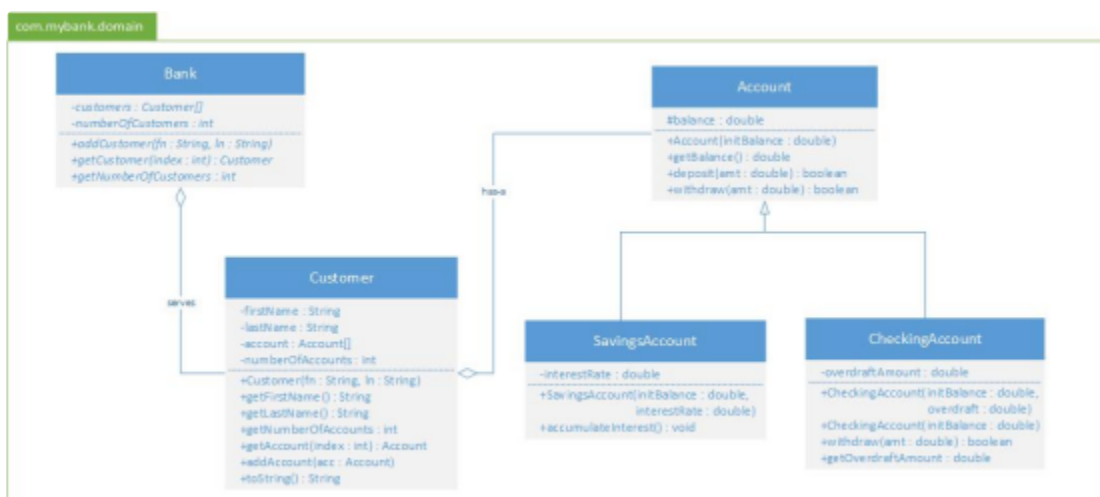 com.mybank.domain
Bank
-customers : Customer[]
-numberOfCustomers : int
+addCustomer(fn : String, ln : String)
+getCustomer(index : int) : Customer
+getNumberOfCustomers : int
serves
Customer
-firstName : String
-lastName : String
-account : Account[]
-numberOfAccounts : int
+Customer(fn : String, ln : String)
+getFirstName() : String
+getLastName() : String
+getNumberOfAccounts : int
+getAccount(index : int) : Account
+addAccount(acc : Account)
+toString() : String
has-a
Account
#balance : double
+Account(initBalance : double)
+getBalance() : double
+deposit(amt : double) : boolean
+withdraw(amt : double) : boolean
SavingsAccount
-interestRate : double
+SavingsAccount(initBalance : double,
interestRate : double)
+accumulateInterest() : void
CheckingAccount
-overdraftAmount : double
+CheckingAccount(initBalance : double,
overdraft : double)
+CheckingAccount(initBalance : double)
+withdraw(amt : double) : boolean
+getOverdraftAmount : double